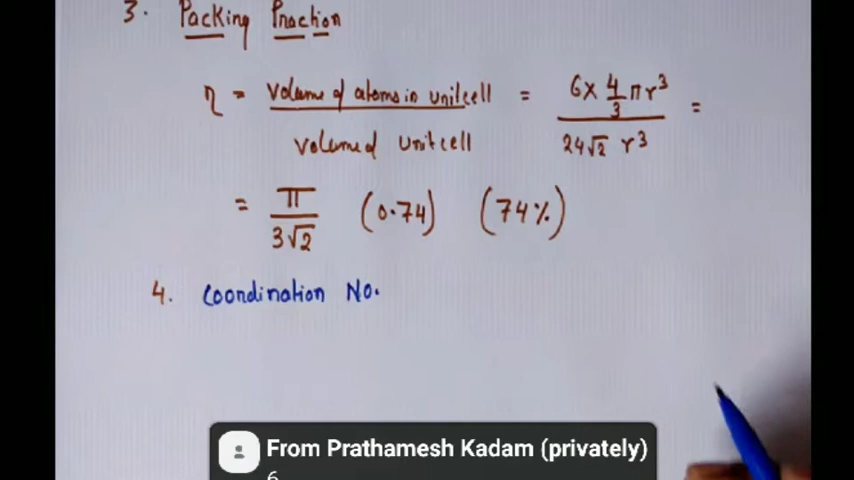 3. Packing Fraction
η = volume of atoms in unitcell / volume of unitcell = 6 × 4/3 πr³ / 24√2 r³ =
= π / 3√2 (0.74) (74%)
4. Coordination No.
From Prathamesh Kadam (privately)
6